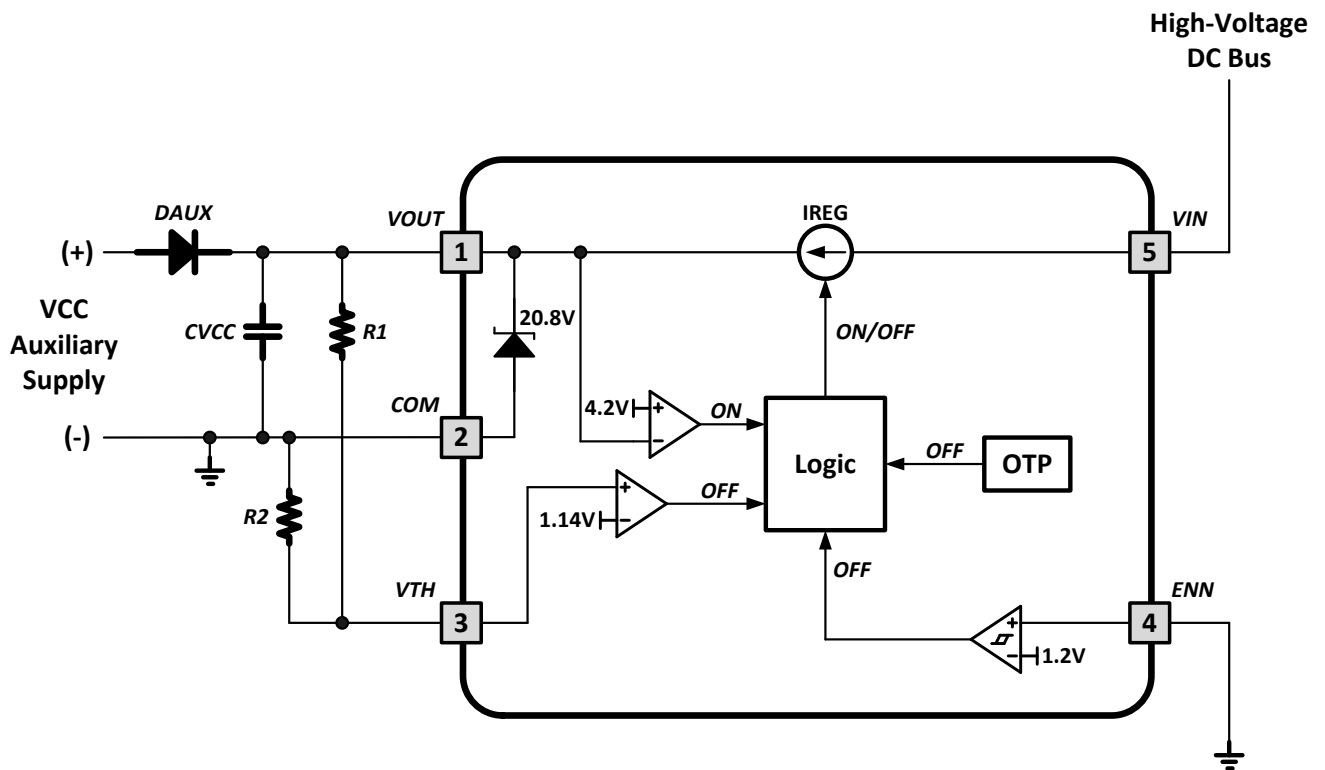 High-Voltage
DC Bus
DAUX
VOUT
IREG
VIN
(+)
1
5
VCC
Auxiliary
Supply
CVCC
R1
20.8V
ON/OFF
COM
4.2V
+
-
ON
(-)
2
Logic
OFF
OTP
R2
+
1.14V
-
OFF
OFF
VTH
ENN
3
+
4
-
1.2V